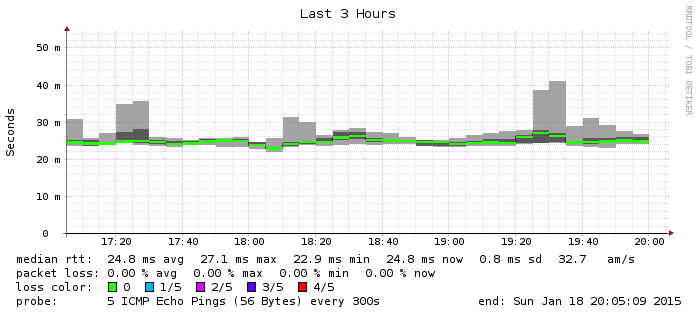 Last 3 Hours
RRDTOOL / TOBI OETIKER
Seconds
50 m
40 m
30 m
20 m
10 m
0
17:20 17:40 18:00 18:20 18:40 19:00 19:20 19:40 20:00
median rtt: 24.8 ms avg 27.1 ms max 22.9 ms min 24.8 ms now 0.8 ms sd 32.7 am/s
packet loss: 0.00 % avg 0.00 % max 0.00 % min 0.00 % now
loss color: 0 1/5 2/5 3/5 4/5
probe: 5 ICMP Echo Pings (56 Bytes) every 300s end: Sun Jan 18 20:05:09 2015